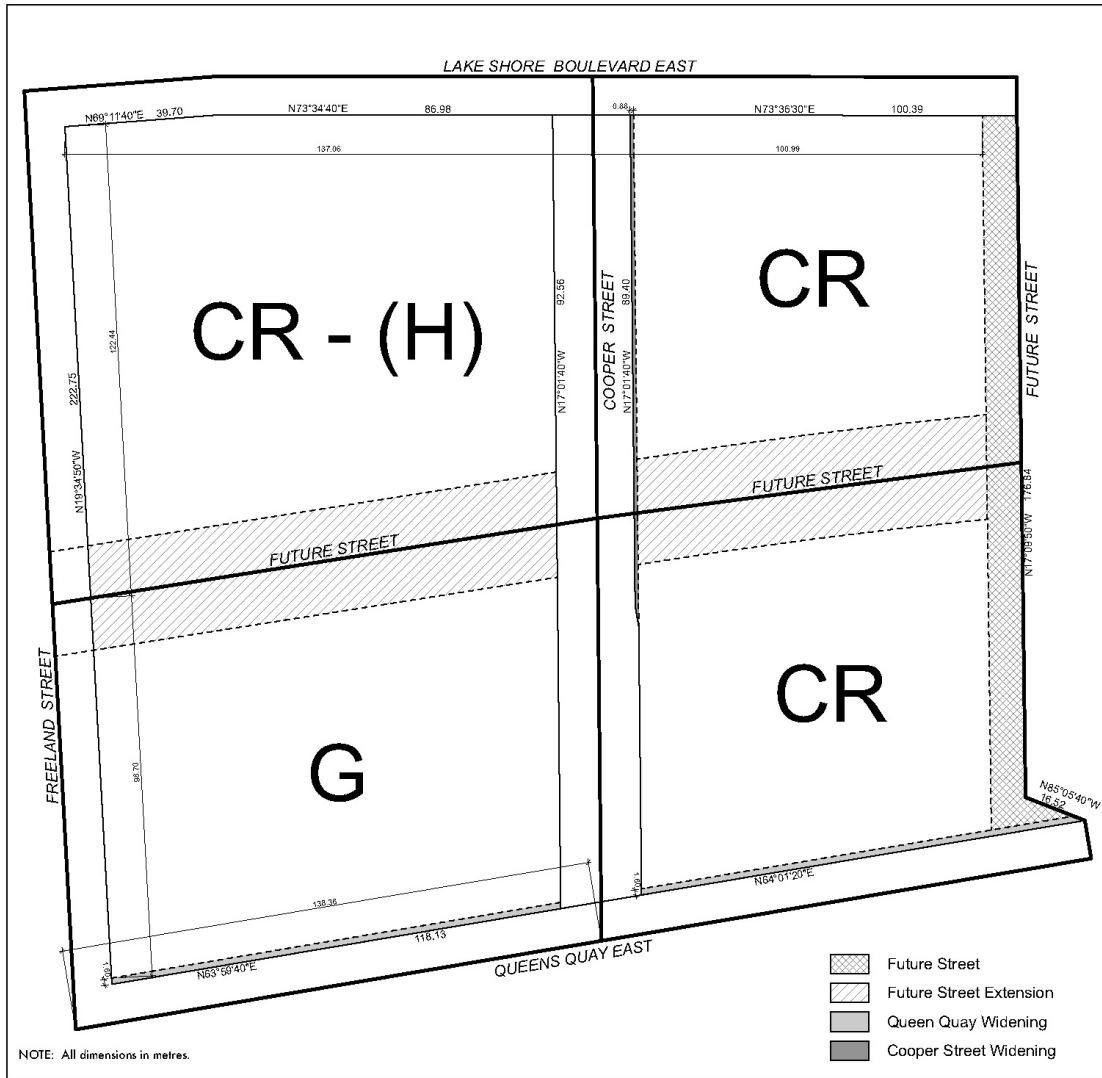 LAKE SHORE BOULEVARD EAST
N69°11'40"E 39.70
N73°34'40"E 86.98
0.88
N73°36'30"E 100.39
137.06
100.99
CR - (H)
CR
122.44
222.75
N19°34'50"W
92.56
N17°01'40"W
COOPER STREET
89.40
N17°01'40"W
FUTURE STREET
FUTURE STREET
FUTURE STREET
176.84
N17°09'50"W
FREELAND STREET
G
CR
98.70
N85°05'40"W
16.52
138.36
1.60
N63°59'40"E
118.13
1.60
N64°01'20"E
QUEENS QUAY EAST
Future Street
Future Street Extension
Queen Quay Widening
Cooper Street Widening
NOTE: All dimensions in metres.